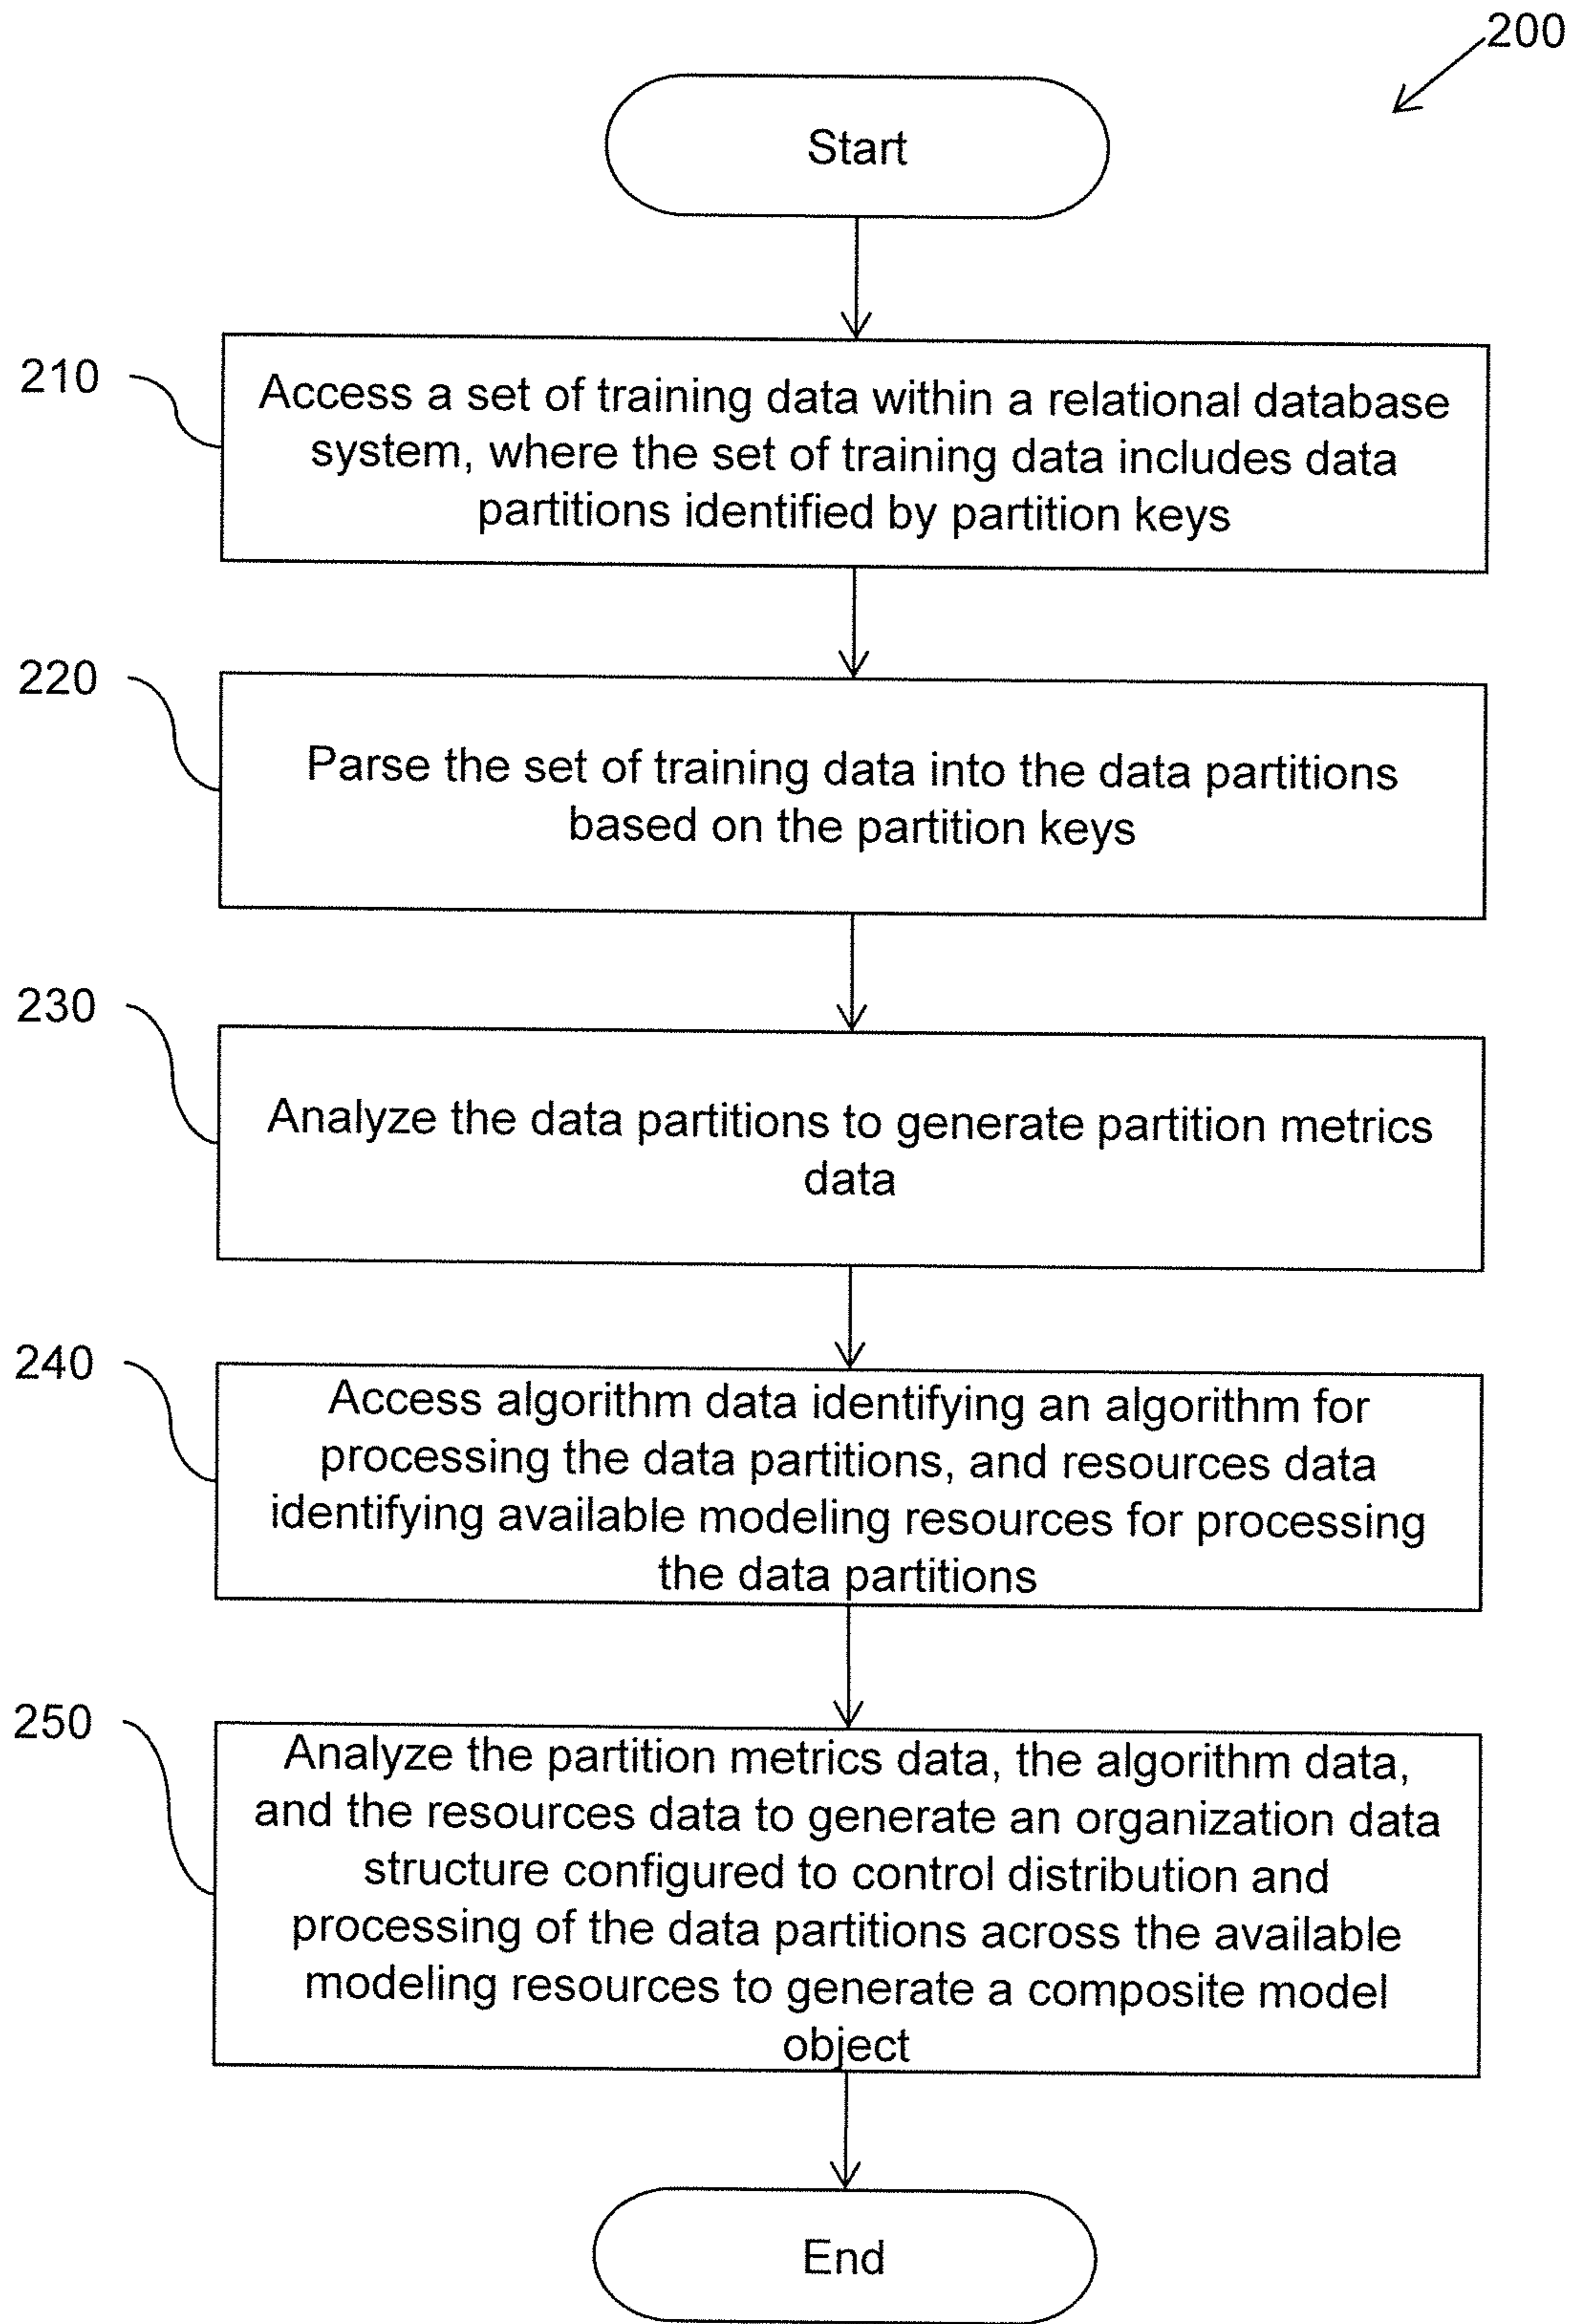 200
Start
210
Access a set of training data within a relational database
system, where the set of training data includes data
partitions identified by partition keys
220
Parse the set of training data into the data partitions
based on the partition keys
230
Analyze the data partitions to generate partition metrics
data
240
Access algorithm data identifying an algorithm for
processing the data partitions, and resources data
identifying available modeling resources for processing
the data partitions
250
Analyze the partition metrics data, the algorithm data,
and the resources data to generate an organization data
structure configured to control distribution and
processing of the data partitions across the available
modeling resources to generate a composite model
object
End